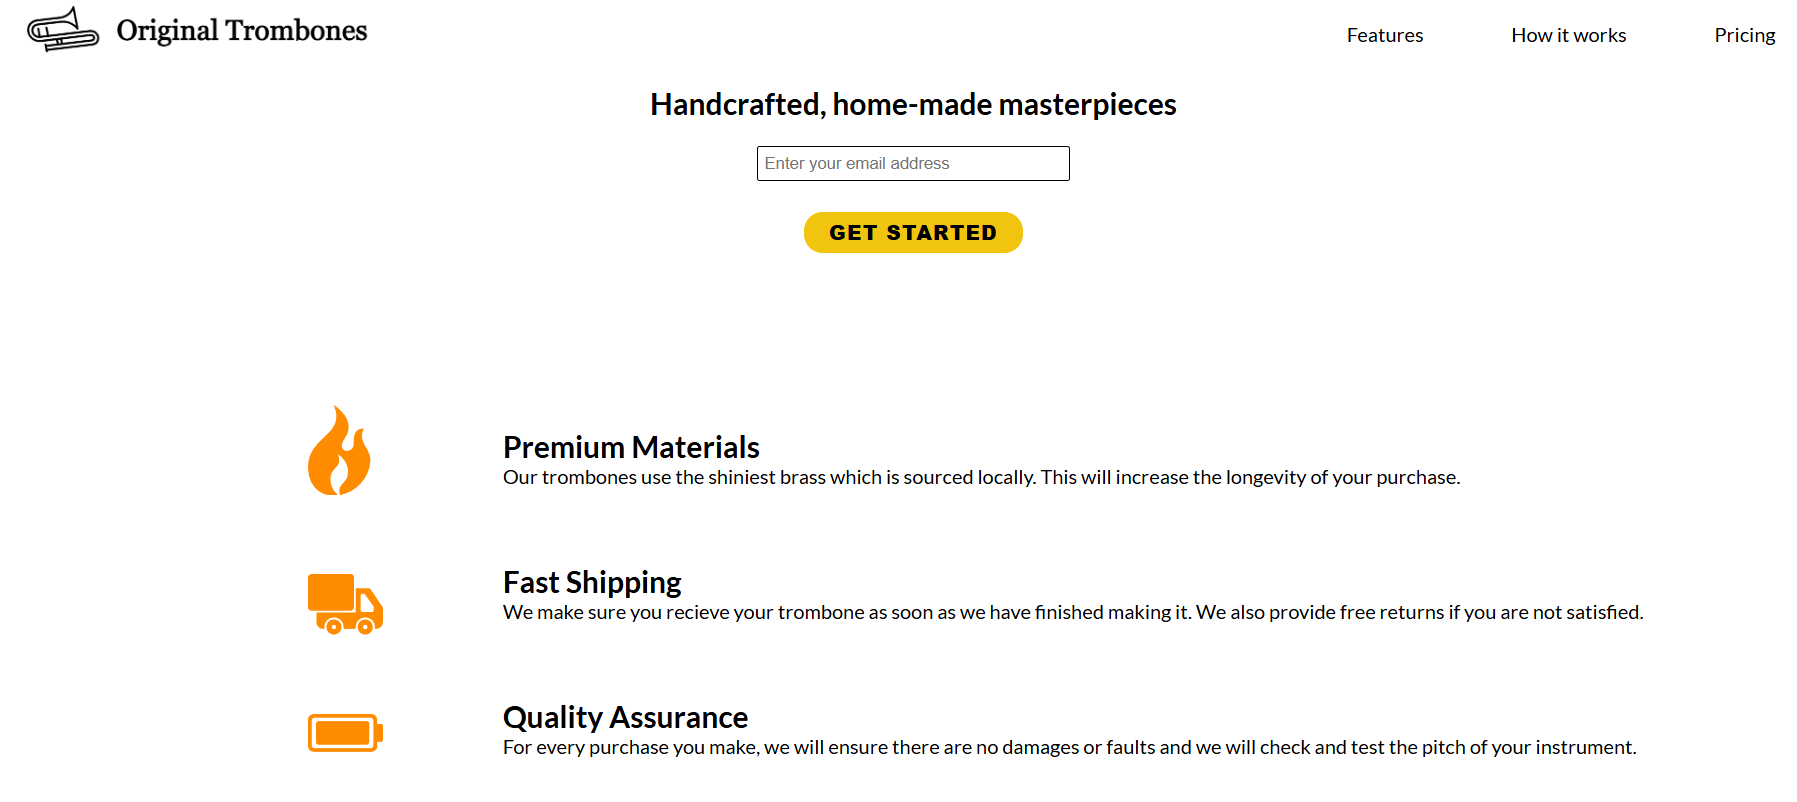 Original Trombones
Features
How it works
Pricing
Handcrafted, home-made masterpieces
Enter your email address
GET STARTED
Premium Materials
Our trombones use the shiniest brass which is sourced locally. This will increase the longevity of your purchase.
Fast Shipping
We make sure you recieve your trombone as soon as we have finished making it. We also provide free returns if you are not satisfied.
Quality Assurance
For every purchase you make, we will ensure there are no damages or faults and we will check and test the pitch of your instrument.